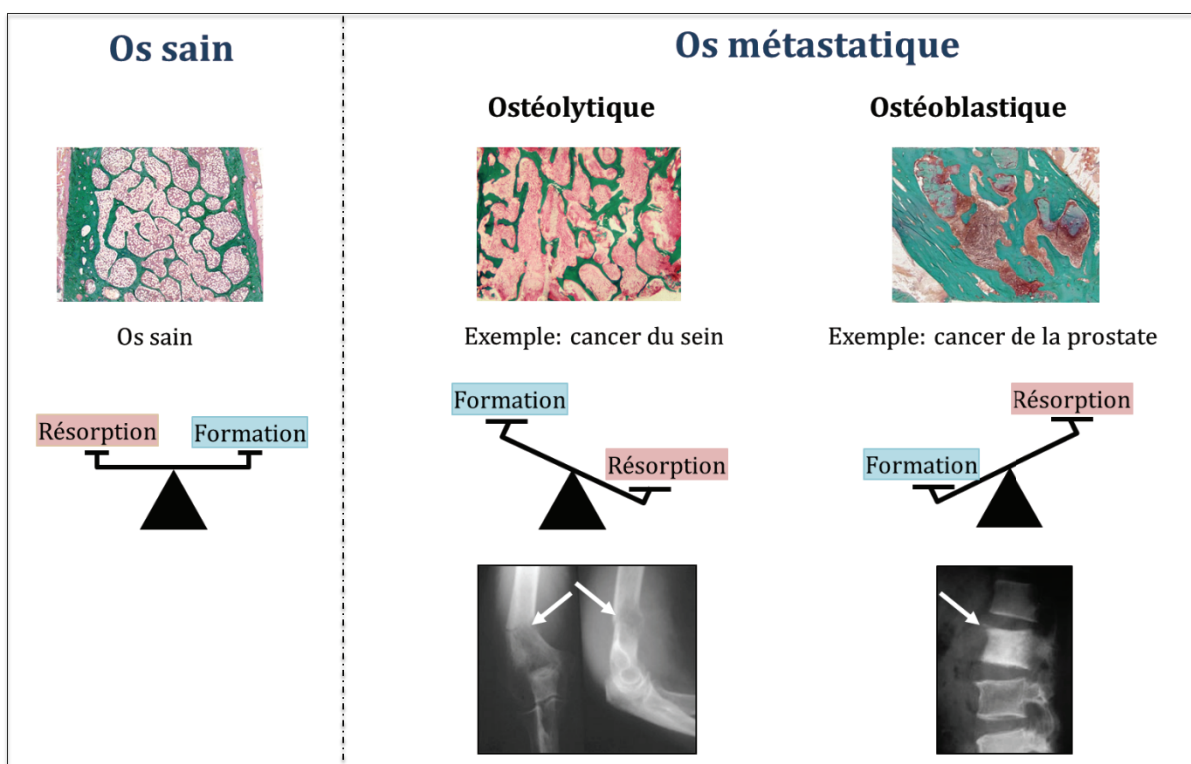 Os sain
Os métastatique
Ostéolytique
Ostéoblastique
Os sain
Exemple: cancer du sein
Exemple: cancer de la prostate
Résorption
Formation
Formation
Résorption
Résorption
Formation